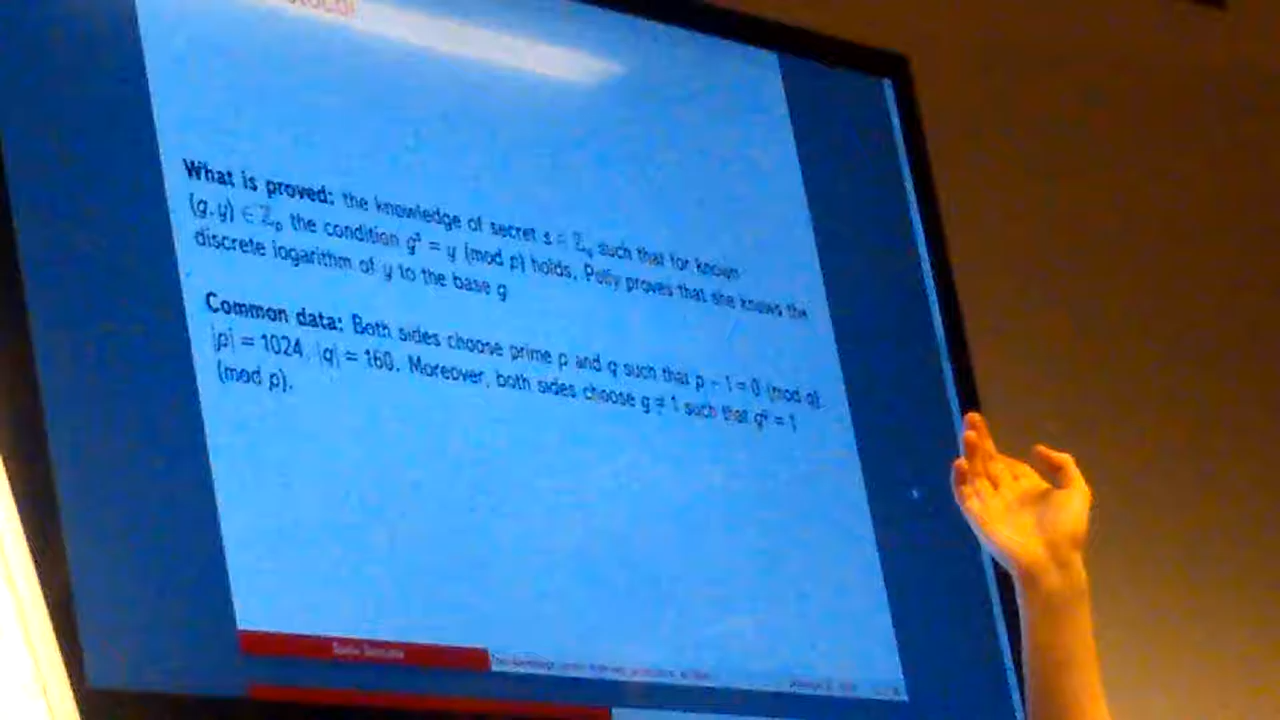 What is proved: the knowledge of secret s ∈ ℤq such that for known
(g, y) ∈ ℤp the condition gˢ = y (mod p) holds. Polly proves that she knows the
discrete logarithm of y to the base g
Common data: Both sides choose prime p and q such that p − 1 = 0 (mod q)
|p| = 1024, |q| = 160. Moreover, both sides choose g ≠ 1 such that g^q = 1
(mod p).